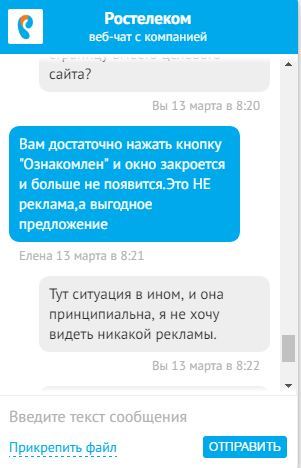 Ростелеком
веб-чат с компанией
сайта?
Вы 13 марта в 8:20
Вам достаточно нажать кнопку
"Ознакомлен" и окно закроется
и больше не появится.Это НЕ
реклама,а выгодное
предложение
Елена 13 марта в 8:21
Тут ситуация в ином, и она
принципиальна, я не хочу
видеть никакой рекламы.
Вы 13 марта в 8:22
Введите текст сообщения
Прикрепить файл
ОТПРАВИТЬ